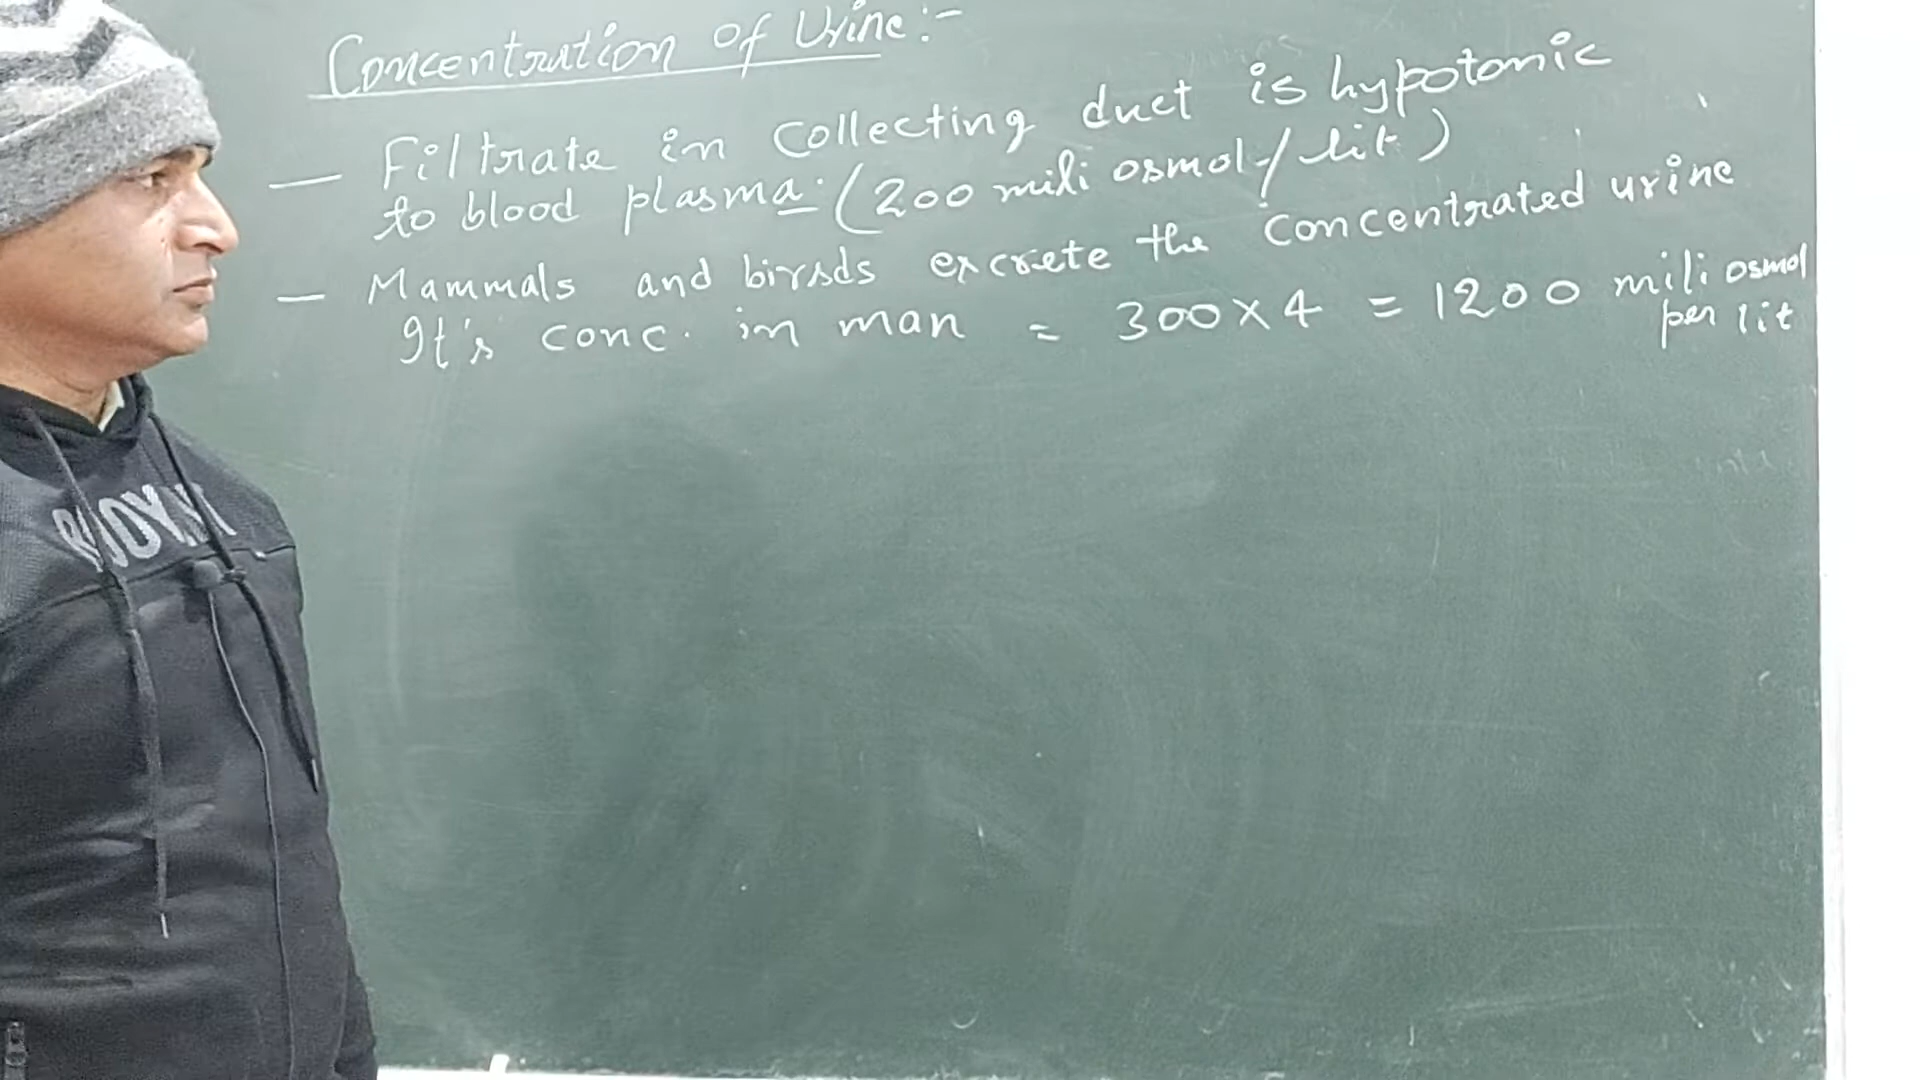 Concentration of Urine :-
— Filtrate in Collecting duct is hypotonic
to blood plasma. (200 mili osmol/lit)
— Mammals and birds excrete the Concentrated urine
It's conc. in man = 300 x 4 = 1200 mili osmol
per lit